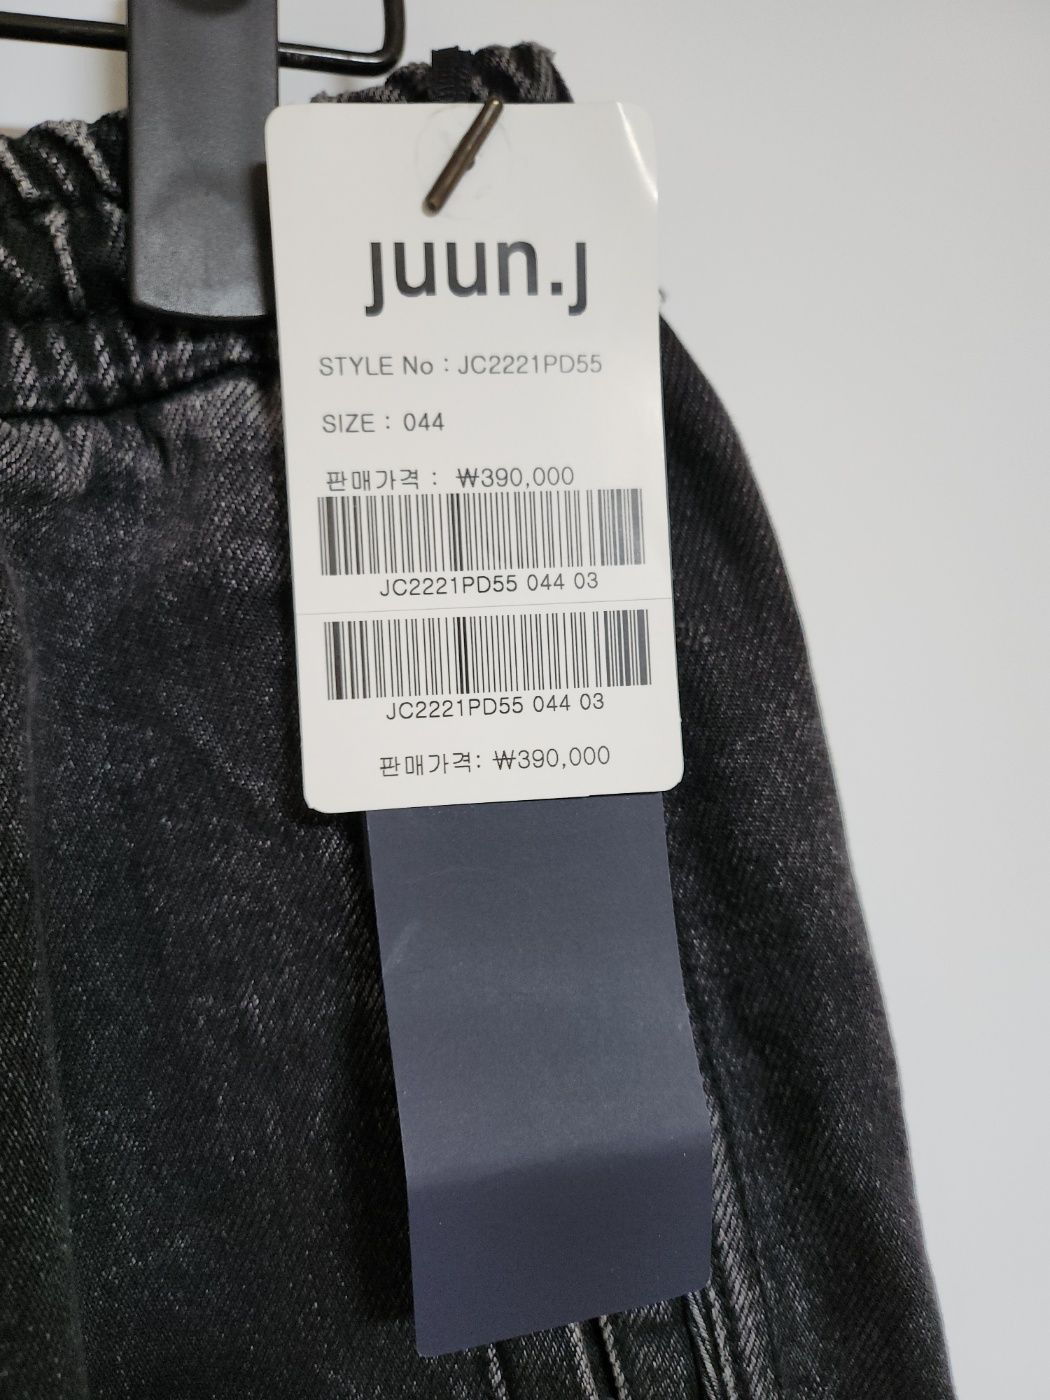 juun.j
STYLE No : JC2221PD55
SIZE : 044
판매가격 : ₩390,000
JC2221PD55 044 03
JC2221PD55 044 03
판매가격: ₩390,000